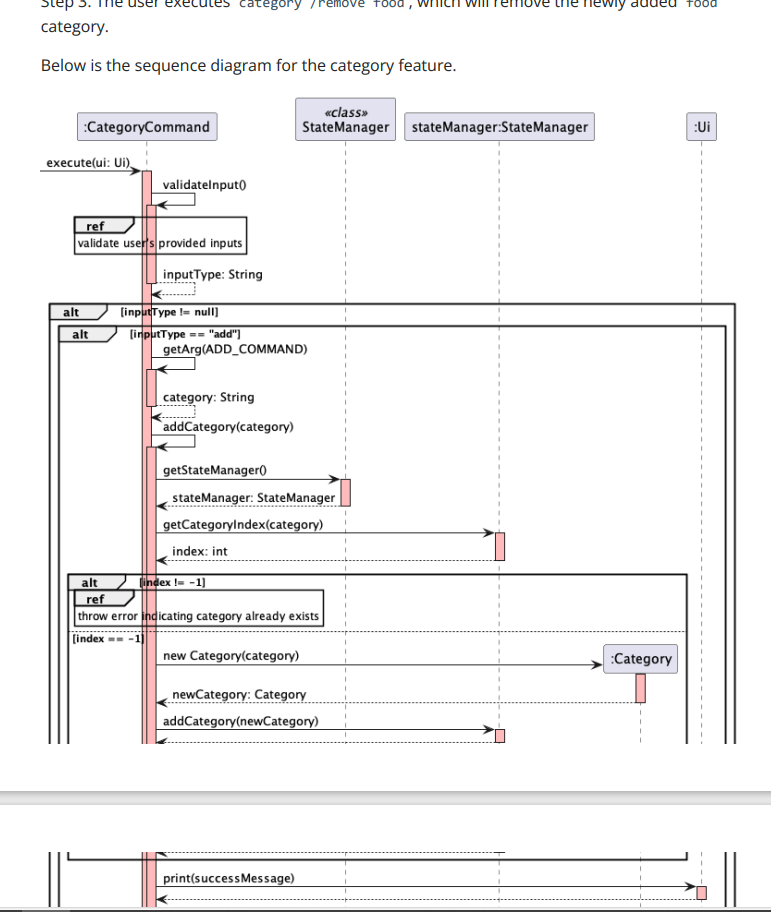 Step 3. The user executes category /remove food , which will remove the newly added food
category.
Below is the sequence diagram for the category feature.
:CategoryCommand
«class»
StateManager
stateManager:StateManager
:Ui
execute(ui: Ui)
validateInput()
ref
validate user's provided inputs
inputType: String
alt [inputType != null]
alt [inputType == "add"]
getArg(ADD_COMMAND)
category: String
addCategory(category)
getStateManager()
stateManager: StateManager
getCategoryIndex(category)
index: int
alt [index != -1]
ref
throw error indicating category already exists
[index == -1]
new Category(category)
:Category
newCategory: Category
addCategory(newCategory)
print(successMessage)